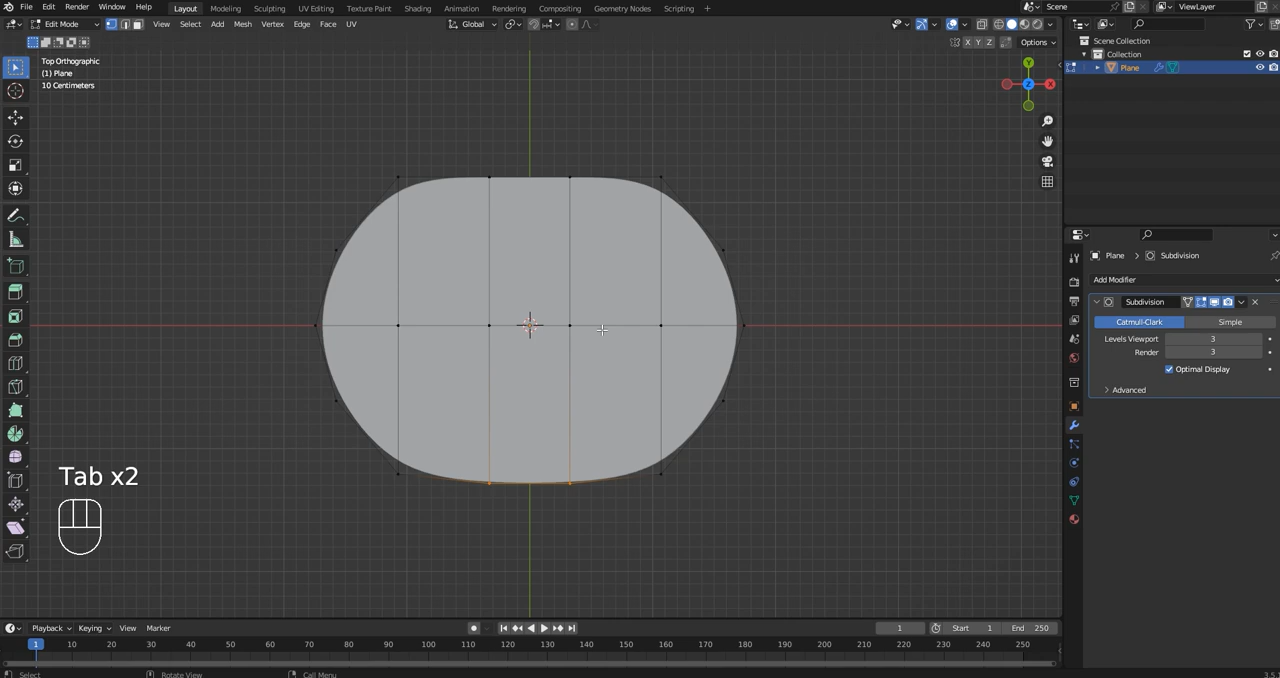 File Edit Render Window Help Layout Modeling Sculpting UV Editing Texture Paint Shading Animation Compositing Rendering Geometry Nodes Scripting + Scene ViewLayer
Edit Mode View Select Add Mesh Vertex Edge Face UV Global
X Y Z Options
Top Orthographic
(1) Plane
10 Centimeters
Y
X
Z
Scene Collection
Collection
Plane
Plane > Subdivision
Add Modifier
Subdivision
Catmull-Clark Simple
Levels Viewport 3
Render 3
Optimal Display
Advanced
Tab x2
Playback Keying View Marker 1 Start 1 End 250
1 10 20 30 40 50 60 70 80 90 100 110 120 130 140 150 160 170 180 190 200 210 220 230 240 250
Select Rotate View Call Menu 3.5